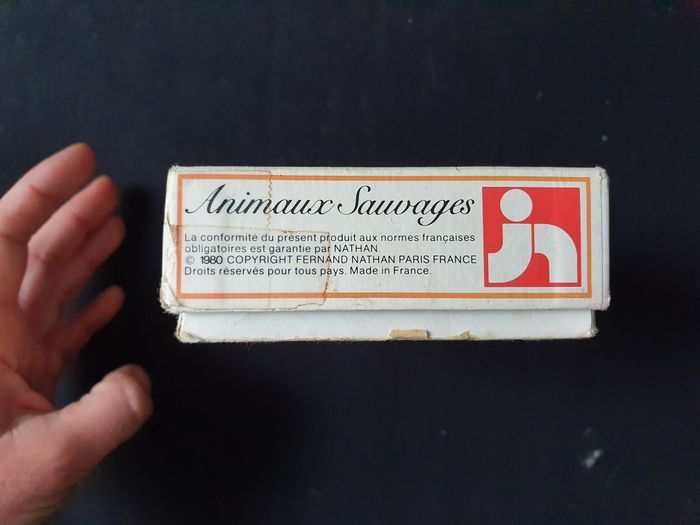 Animaux Sauvages
La conformité du présent produit aux normes françaises
obligatoires est garantie par NATHAN.
© 1980 COPYRIGHT FERNAND NATHAN PARIS FRANCE
Droits réservés pour tous pays. Made in France.